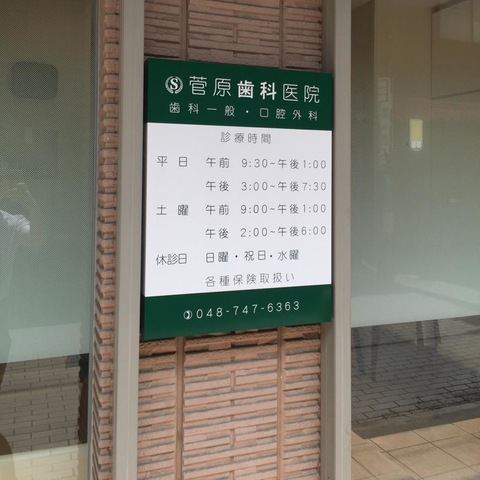 S 菅原歯科医院
歯科一般・口腔外科
診療時間
平日 午前 9:30~午後1:00
午後 3:00~午後7:30
土曜 午前 9:00~午後1:00
午後 2:00~午後6:00
休診日 日曜・祝日・水曜
各種保険取扱い
048-747-6363